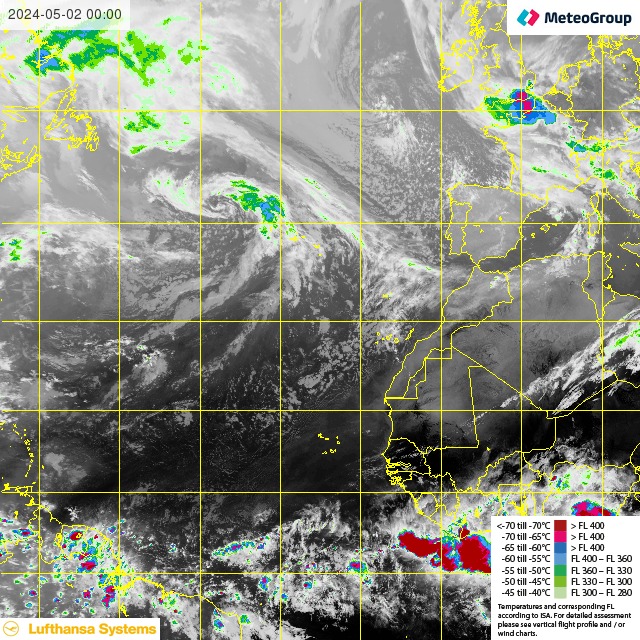 2024-05-02 00:00
MeteoGroup
<-70 till -70°C > FL 400
-70 till -65°C > FL 400
-65 till -60°C > FL 400
-60 till -55°C FL 400 – FL 360
-55 till -50°C FL 360 – FL 330
-50 till -45°C FL 330 – FL 300
-45 till -40°C FL 300 – FL 280
Temperatures and corresponding FL
according to ISA. For detailed assessment
please see vertical flight profile and / or
wind charts.
Lufthansa Systems